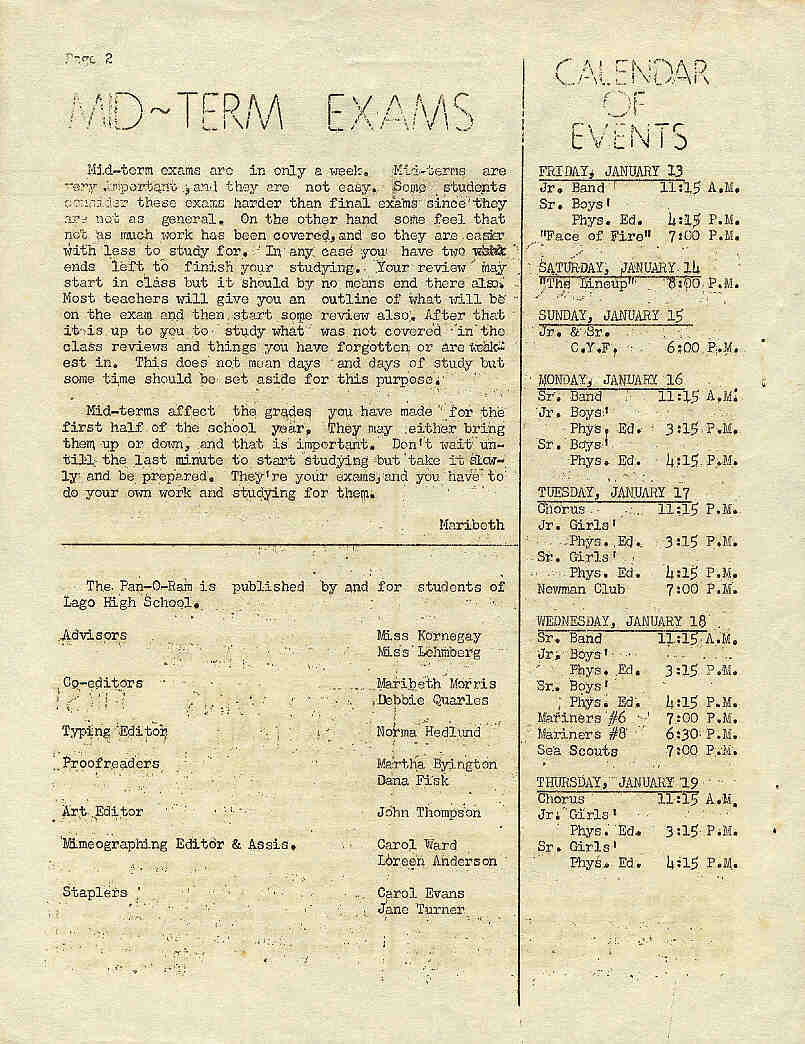 Page 2
MID~TERM EXAMS
Mid-term exams are in only a week. Mid-terms are
very important, and they are not easy. Some students
consider these exams harder than final exams since they
are not as general. On the other hand some feel that
not as much work has been covered, and so they are easier
with less to study for. In any case you have two
ends left to finish your studying. Your review may
start in class but it should by no means end there also.
Most teachers will give you an outline of what will be
on the exam and then start some review also. After that
it is up to you to study what was not covered in the
class reviews and things you have forgotten or are weak-
est in. This does not mean days and days of study but
some time should be set aside for this purpose.
Mid-terms affect the grades you have made for the
first half of the school year. They may either bring
them up or down, and that is important. Don't wait un-
till the last minute to start studying but take it slow-
ly and be prepared. They're your exams, and you have to
do your own work and studying for them.
Maribeth
The Pan-O-Ram is published by and for students of
Lago High School.
Advisors Miss Kornegay
Miss Lehmberg
Co-editors Maribeth Morris
Debbie Quarles
Typing Editor Norma Hedlund
Proofreaders Martha Byington
Dana Fisk
Art Editor John Thompson
Mimeographing Editor & Assis. Carol Ward
Loreen Anderson
Staplers Carol Evans
Jane Turner
CALENDAR
OF
EVENTS
FRIDAY, JANUARY 13
Jr. Band 11:15 A.M.
Sr. Boys'
Phys. Ed. 4:15 P.M.
"Face of Fire" 7:00 P.M.
SATURDAY, JANUARY 14
"The Lineup" 8:00 P.M.
SUNDAY, JANUARY 15
Jr. & Sr.
C.Y.F. 6:00 P.M.
MONDAY, JANUARY 16
Sr. Band 11:15 A.M.
Jr. Boys'
Phys. Ed. 3:15 P.M.
Sr. Boys'
Phys. Ed. 4:15 P.M.
TUESDAY, JANUARY 17
Chorus 11:15 P.M.
Jr. Girls'
Phys. Ed. 3:15 P.M.
Sr. Girls'
Phys. Ed. 4:15 P.M.
Newman Club 7:00 P.M.
WEDNESDAY, JANUARY 18
Sr. Band 11:15 A.M.
Jr. Boys'
Phys. Ed. 3:15 P.M.
Sr. Boys'
Phys. Ed. 4:15 P.M.
Mariners #6 7:00 P.M.
Mariners #8 6:30 P.M.
Sea Scouts 7:00 P.M.
THURSDAY, JANUARY 19
Chorus 11:15 A.M.
Jr. Girls'
Phys. Ed. 3:15 P.M.
Sr. Girls'
Phys. Ed. 4:15 P.M.